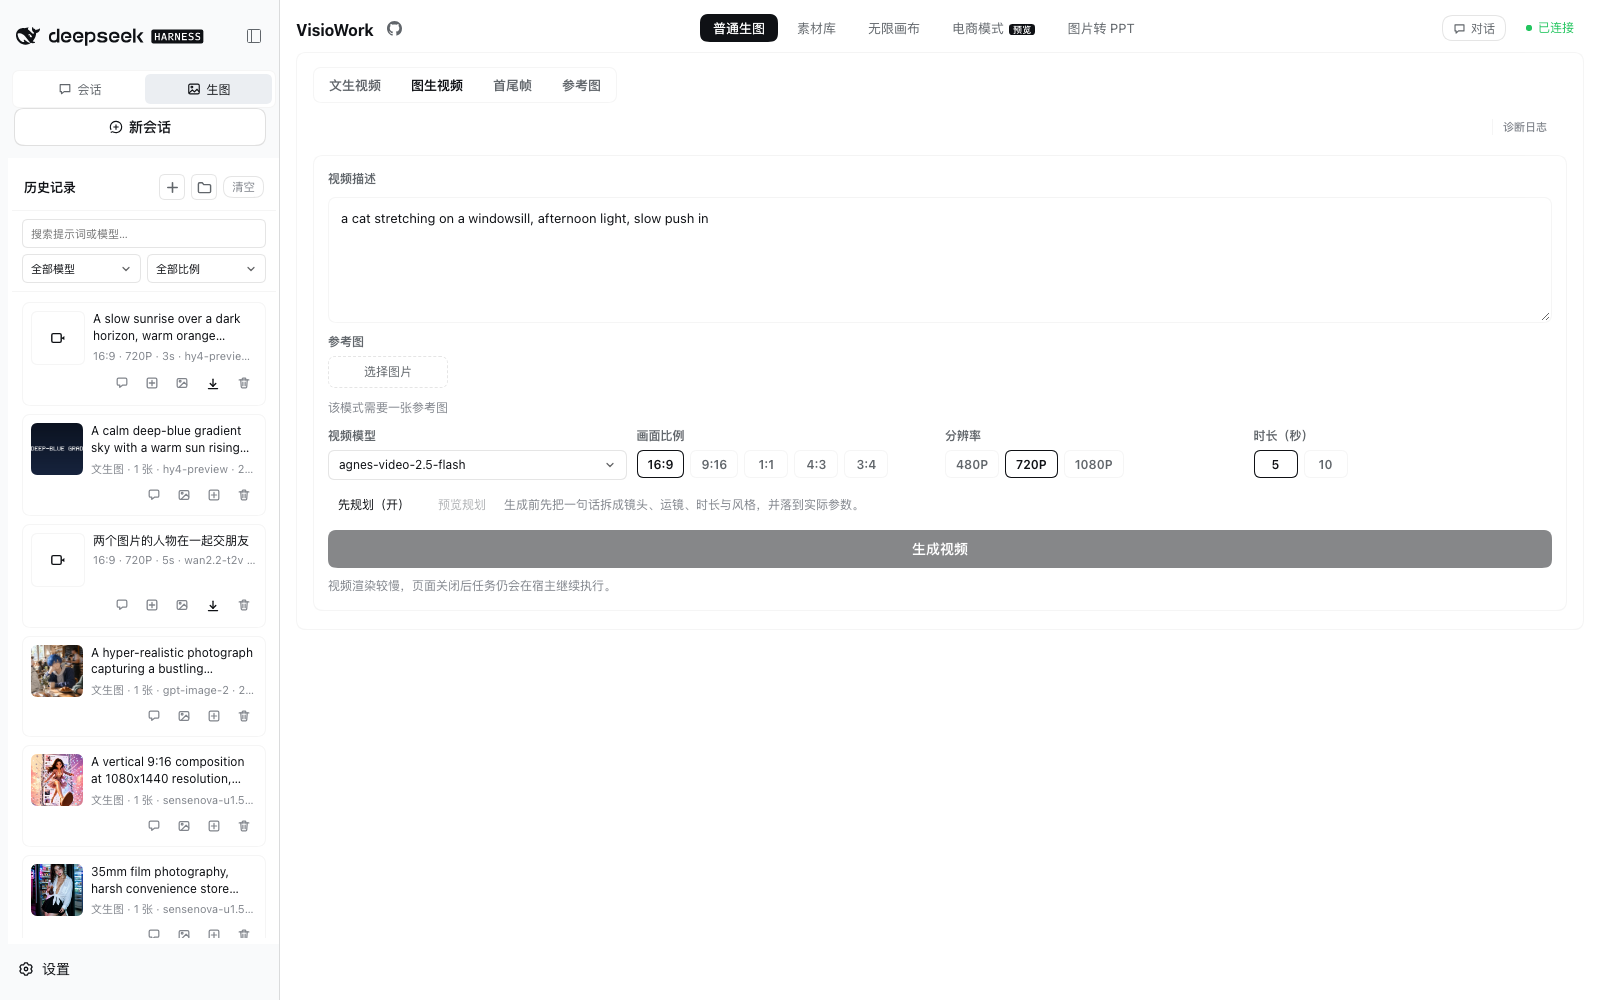 deepseek HARNESS
会话
生图
新会话
历史记录
清空
搜索提示词或模型...
全部模型
全部比例
A slow sunrise over a dark
horizon, warm orange...
16:9 · 720P · 3s · hy4-previe...
A calm deep-blue gradient
sky with a warm sun rising...
文生图 · 1 张 · hy4-preview · 2...
两个图片的人物在一起交朋友
16:9 · 720P · 5s · wan2.2-t2v ...
A hyper-realistic photograph
capturing a bustling...
文生图 · 1 张 · gpt-image-2 · 2...
A vertical 9:16 composition
at 1080x1440 resolution,...
文生图 · 1 张 · sensenova-u1.5...
35mm film photography,
harsh convenience store...
文生图 · 1 张 · sensenova-u1.5...
设置
VisioWork
普通生图
素材库
无限画布
电商模式 预览
图片转 PPT
对话
已连接
文生视频
图生视频
首尾帧
参考图
诊断日志
视频描述
a cat stretching on a windowsill, afternoon light, slow push in
参考图
选择图片
该模式需要一张参考图
视频模型
agnes-video-2.5-flash
画面比例
16:9
9:16
1:1
4:3
3:4
分辨率
480P
720P
1080P
时长（秒）
5
10
先规划（开）
预览规划
生成前先把一句话拆成镜头、运镜、时长与风格，并落到实际参数。
生成视频
视频渲染较慢，页面关闭后任务仍会在宿主继续执行。